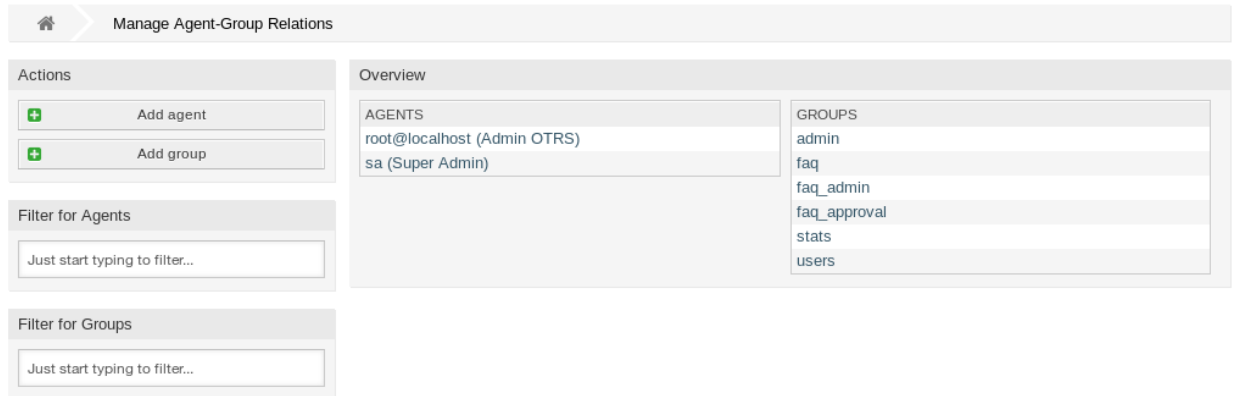 Manage Agent-Group Relations
Actions
Add agent
Add group
Filter for Agents
Just start typing to filter...
Filter for Groups
Just start typing to filter...
Overview
AGENTS
root@localhost (Admin OTRS)
sa (Super Admin)
GROUPS
admin
faq
faq_admin
faq_approval
stats
users